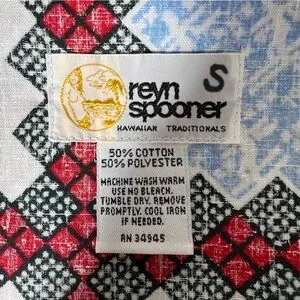 reyn
spooner
S
HAWAIIAN TRADITIONALS
50% COTTON
50% POLYESTER
MACHINE WASH WARM
USE NO BLEACH.
TUMBLE DRY. REMOVE
PROMPTLY. COOL IRON
IF NEEDED.
RN 34945